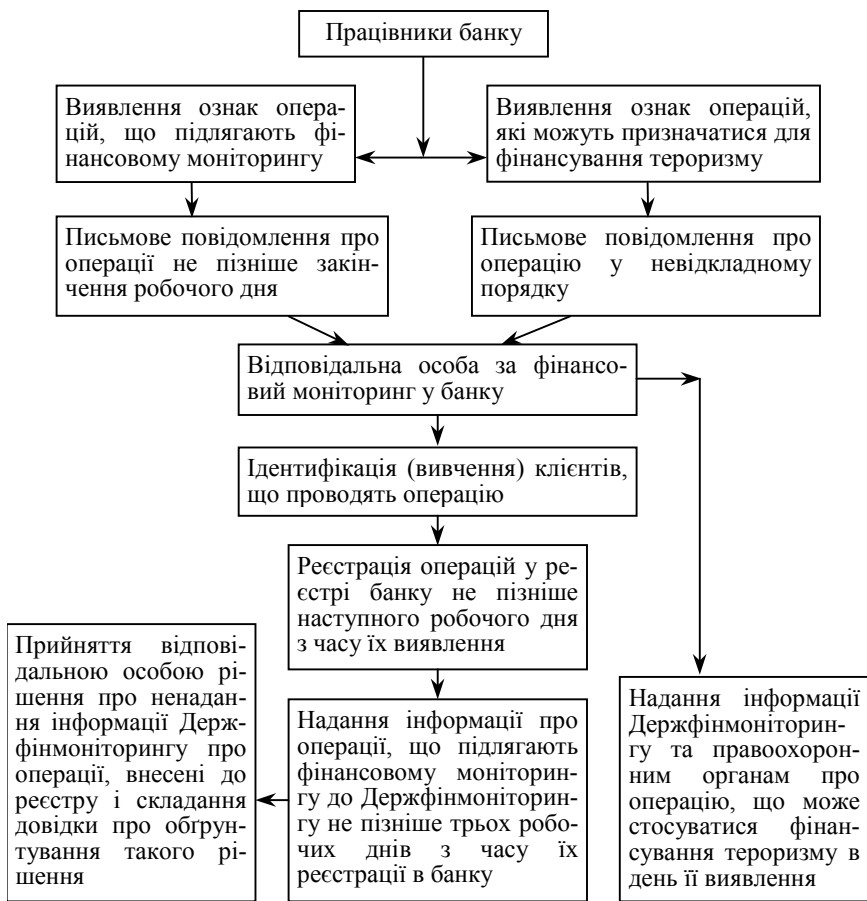 Працівники банку
Виявлення ознак опера-
цій, що підлягають фі-
нансовому моніторингу
Виявлення ознак операцій,
які можуть призначатися для
фінансування тероризму
Письмове повідомлення про
операції не пізніше закін-
чення робочого дня
Письмове повідомлення про
операцію у невідкладному
порядку
Відповідальна особа за фінансо-
вий моніторинг у банку
Ідентифікація (вивчення) клієнтів,
що проводять операцію
Реєстрація операцій у ре-
єстрі банку не пізніше
наступного робочого дня
з часу їх виявлення
Прийняття відпові-
дальною особою рі-
шення про ненадан-
ня інформації Держ-
фінмоніторингу про
операції, внесені до
реєстру і складання
довідки про обґрун-
тування такого рі-
шення
Надання інформації про
операції, що підлягають
фінансовому моніторин-
гу до Держфінмоніторин-
гу не пізніше трьох робо-
чих днів з часу їх
реєстрації в банку
Надання інформації
Держфінмоніторин-
гу та правоохорон-
ним органам про
операцію, що може
стосуватися фінан-
сування тероризму в
день її виявлення